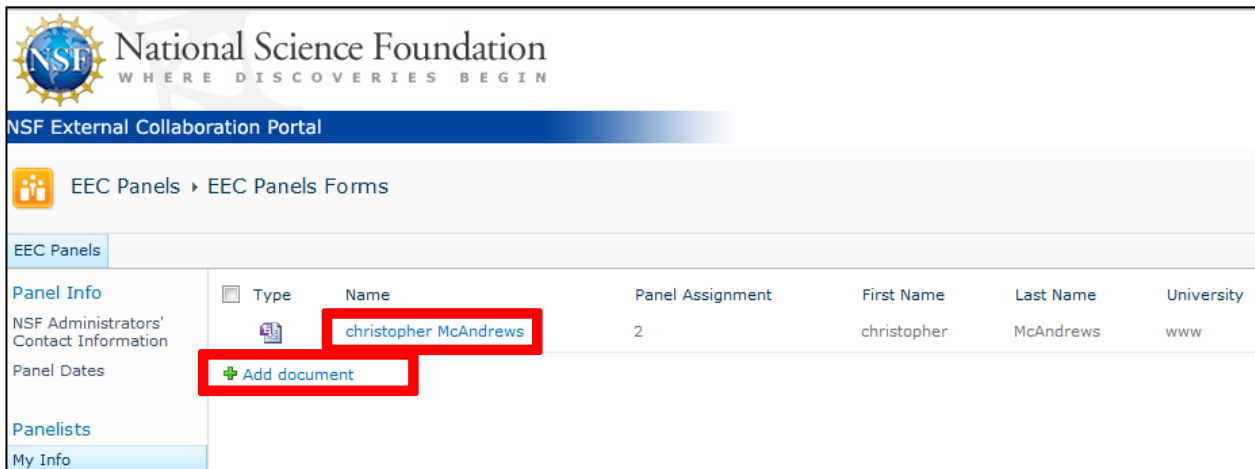 NSF
National Science Foundation
WHERE DISCOVERIES BEGIN
NSF External Collaboration Portal
EEC Panels ▸ EEC Panels Forms
EEC Panels
Panel Info
NSF Administrators'
Contact Information
Panel Dates
Panelists
My Info
Type Name Panel Assignment First Name Last Name University
christopher McAndrews 2 christopher McAndrews www
Add document